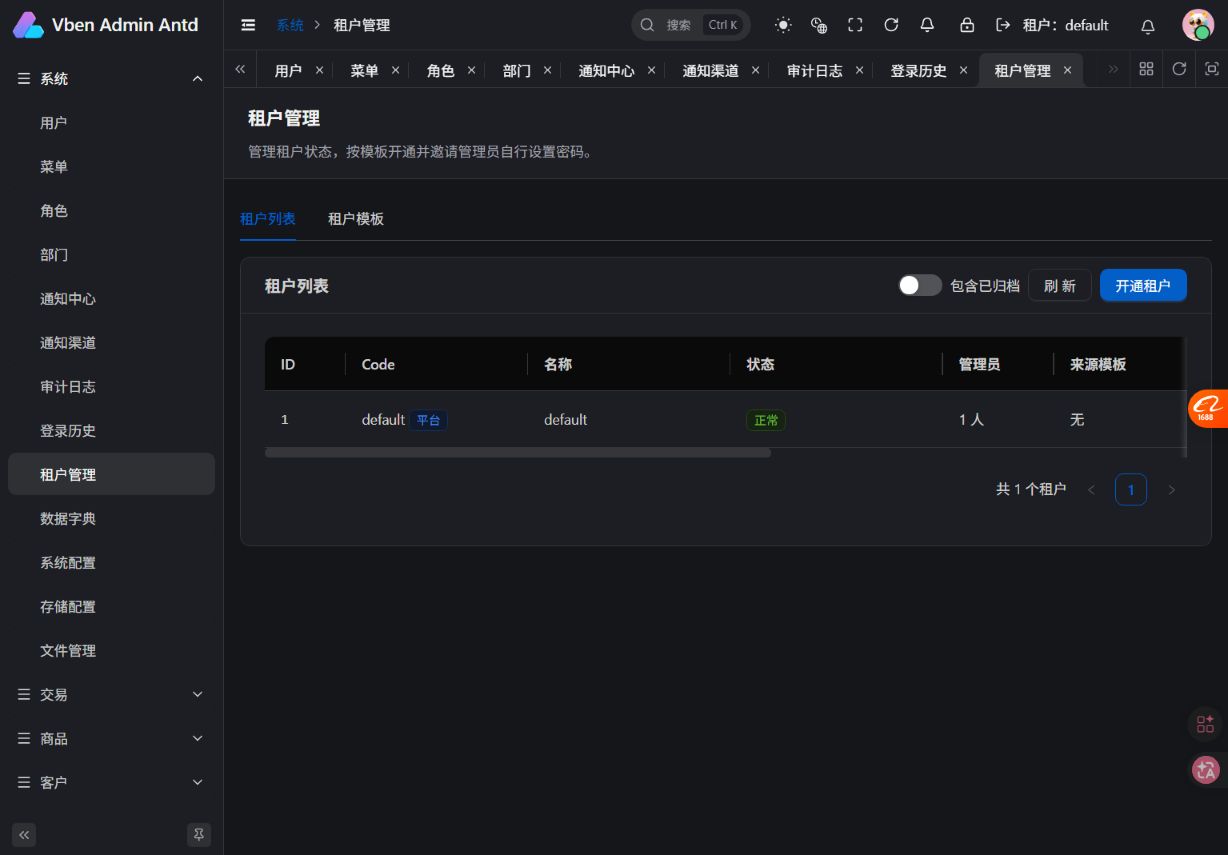 Vben Admin Antd
系统 > 租户管理
搜索 Ctrl K
租户：default
用户 × 菜单 × 角色 × 部门 × 通知中心 × 通知渠道 × 审计日志 × 登录历史 × 租户管理 ×
系统
用户
菜单
角色
部门
通知中心
通知渠道
审计日志
登录历史
租户管理
数据字典
系统配置
存储配置
文件管理
交易
商品
客户
租户管理
管理租户状态，按模板开通并邀请管理员自行设置密码。
租户列表 租户模板
租户列表
包含已归档 刷 新 开通租户
ID Code 名称 状态 管理员 来源模板
1 default 平台 default 正常 1 人 无
共 1 个租户 < 1 >
1688